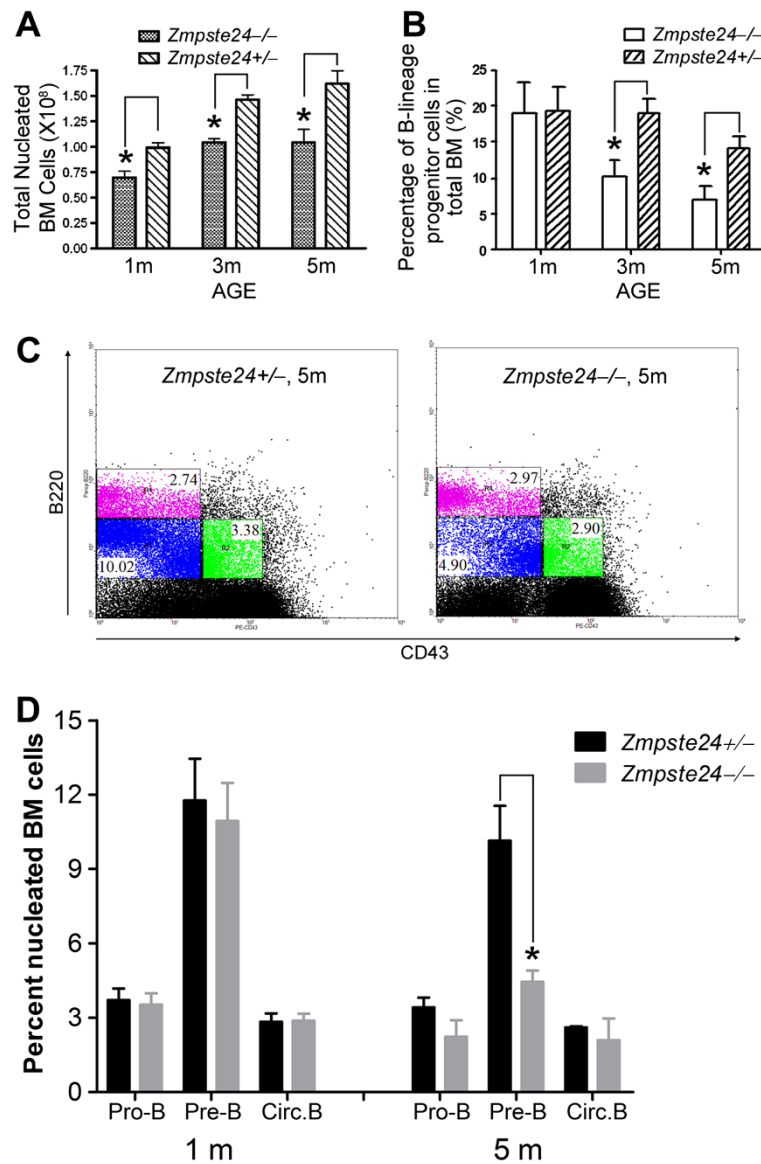 A
Zmpste24–/–
Zmpste24+/–
Total Nucleated
BM Cells (X10⁸)
1.75
1.50
1.25
1.00
0.75
0.50
0.25
0.00
*
*
*
1m
3m
5m
AGE
B
Zmpste24–/–
Zmpste24+/–
Percentage of B-lineage
progenitor cells in
total BM (%)
25
20
15
10
5
0
*
*
1m
3m
5m
AGE
C
B220
Zmpste24+/–, 5m
2.74
3.38
10.02
PE-CD43
Zmpste24–/–, 5m
2.97
2.90
4.90
PE-CD43
CD43
D
Zmpste24+/–
Zmpste24–/–
Percent nucleated BM cells
15
12
9
6
3
0
*
Pro-B
Pre-B
Circ.B
Pro-B
Pre-B
Circ.B
1 m
5 m